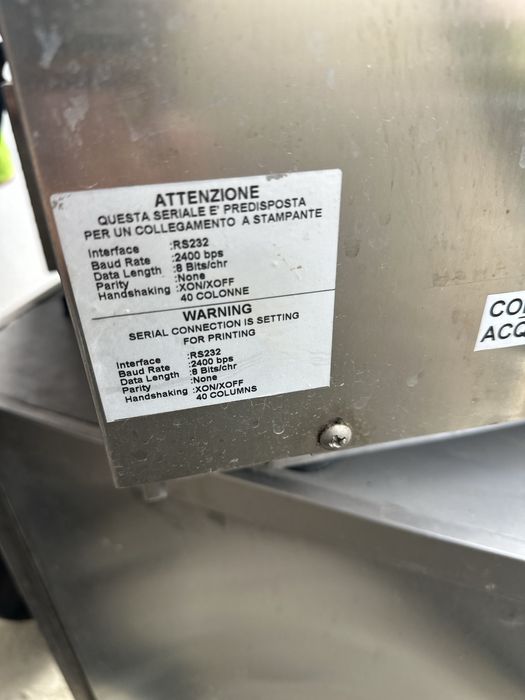 ATTENZIONE
QUESTA SERIALE E' PREDISPOSTA
PER UN COLLEGAMENTO A STAMPANTE
Interface :RS232
Baud Rate :2400 bps
Data Length :8 Bits/chr
Parity :None
Handshaking :XON/XOFF
40 COLONNE
WARNING
SERIAL CONNECTION IS SETTING
FOR PRINTING
Interface :RS232
Baud Rate :2400 bps
Data Length :8 Bits/chr
Parity :None
Handshaking :XON/XOFF
40 COLUMNS